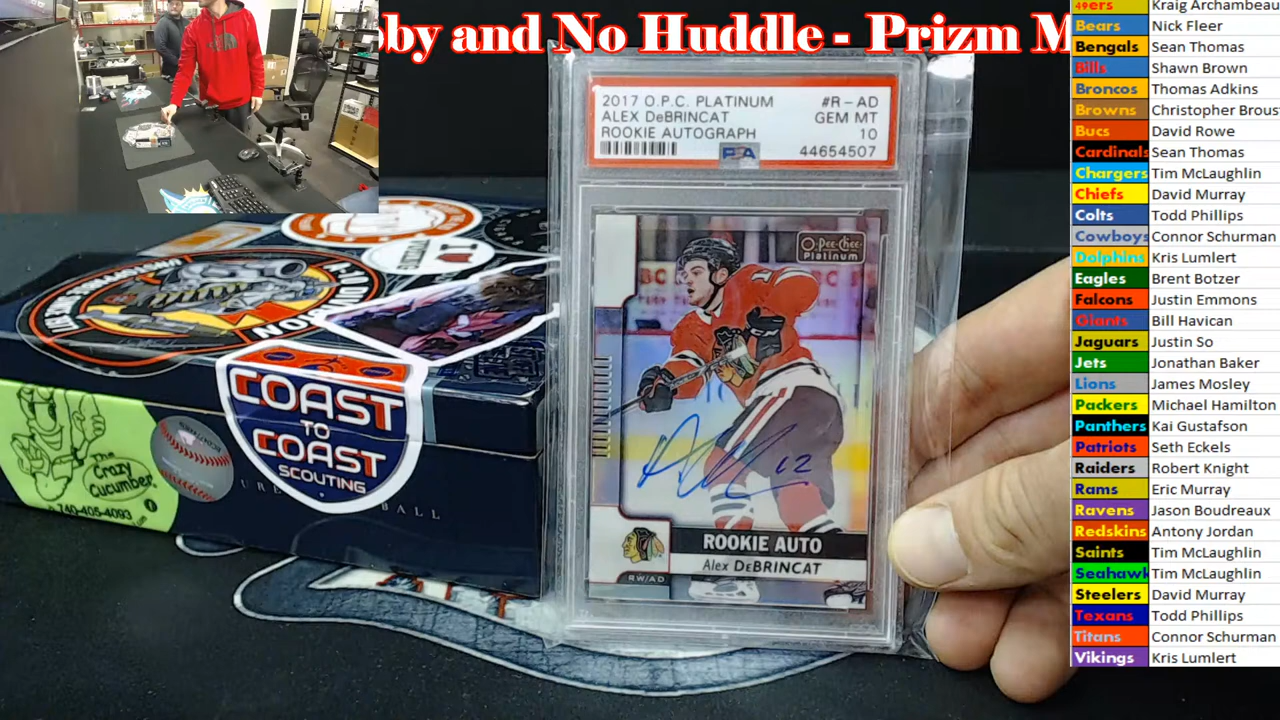 by and No Huddle - Prizm M
2017 O.P.C. PLATINUM #R-AD
ALEX DeBRINCAT GEM MT
ROOKIE AUTOGRAPH 10
PSA 44654507
O-Pee-Chee
Platinum
12
ROOKIE AUTO
Alex DeBRINCAT
RW/AD
COAST
TO
COAST
SCOUTING
The
Crazy
Cucumber
740-405-4093
BALL
49ers Kraig Archambeau
Bears Nick Fleer
Bengals Sean Thomas
Bills Shawn Brown
Broncos Thomas Adkins
Browns Christopher Brous
Bucs David Rowe
Cardinals Sean Thomas
Chargers Tim McLaughlin
Chiefs David Murray
Colts Todd Phillips
Cowboys Connor Schurman
Dolphins Kris Lumlert
Eagles Brent Botzer
Falcons Justin Emmons
Giants Bill Havican
Jaguars Justin So
Jets Jonathan Baker
Lions James Mosley
Packers Michael Hamilton
Panthers Kai Gustafson
Patriots Seth Eckels
Raiders Robert Knight
Rams Eric Murray
Ravens Jason Boudreaux
Redskins Antony Jordan
Saints Tim McLaughlin
Seahawk Tim McLaughlin
Steelers David Murray
Texans Todd Phillips
Titans Connor Schurman
Vikings Kris Lumlert